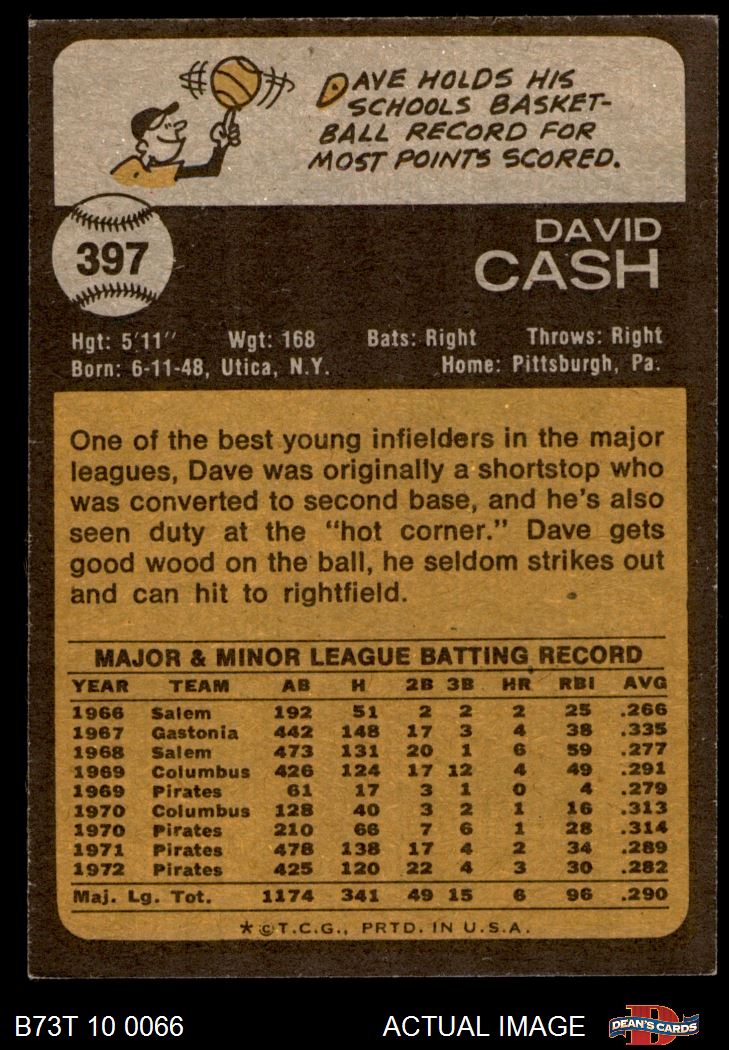 DAVE HOLDS HIS
SCHOOLS BASKET-
BALL RECORD FOR
MOST POINTS SCORED.
397
DAVID
CASH
Hgt: 5'11" Wgt: 168 Bats: Right Throws: Right
Born: 6-11-48, Utica, N.Y. Home: Pittsburgh, Pa.
One of the best young infielders in the major
leagues, Dave was originally a shortstop who
was converted to second base, and he's also
seen duty at the "hot corner." Dave gets
good wood on the ball, he seldom strikes out
and can hit to rightfield.
MAJOR & MINOR LEAGUE BATTING RECORD
YEAR TEAM AB H 2B 3B HR RBI AVG
1966 Salem 192 51 2 2 2 25 .266
1967 Gastonia 442 148 17 3 4 38 .335
1968 Salem 473 131 20 1 6 59 .277
1969 Columbus 426 124 17 12 4 49 .291
1969 Pirates 61 17 3 1 0 4 .279
1970 Columbus 128 40 3 2 1 16 .313
1970 Pirates 210 66 7 6 1 28 .314
1971 Pirates 478 138 17 4 2 34 .289
1972 Pirates 425 120 22 4 3 30 .282
Maj. Lg. Tot. 1174 341 49 15 6 96 .290
*©T.C.G., PRTD. IN U.S.A.
B73T 10 0066 ACTUAL IMAGE D DEAN'S CARDS